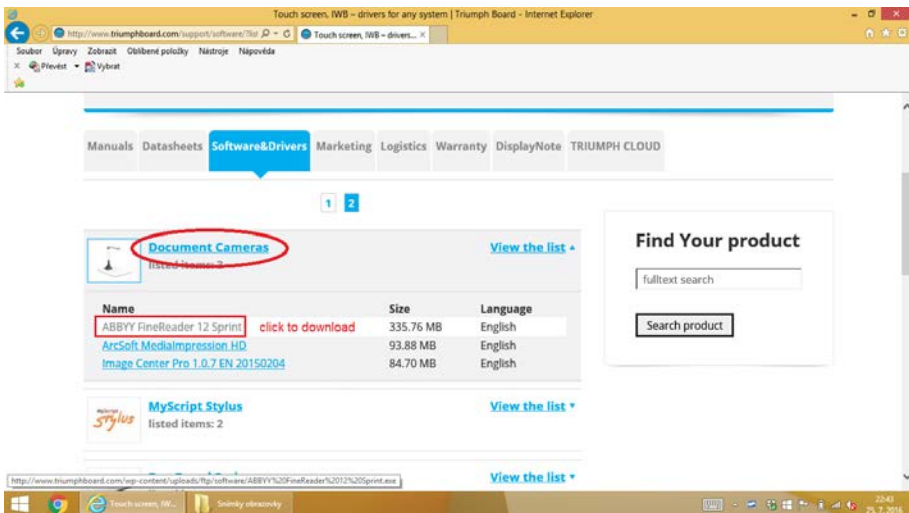 Touch screen, IWB – drivers for any system | Triumph Board - Internet Explorer
http://www.triumphboard.com/support/software/?list
Touch screen, IWB – drivers... ×
Soubor Úpravy Zobrazit Oblíbené položky Nástroje Nápověda
× Převést Vybrat
Manuals Datasheets Software&Drivers Marketing Logistics Warranty DisplayNote TRIUMPH CLOUD
1 2
Document Cameras View the list
listed items: 3
Find Your product
fulltext search
Search product
Name Size Language
ABBYY FineReader 12 Sprint click to download 335.76 MB English
ArcSoft MediaImpression HD 93.88 MB English
Image Center Pro 1.0.7 EN 20150204 84.70 MB English
MyScript Stylus View the list
stylus
listed items: 2
View the list
http://www.triumphboard.com/wp-content/uploads/ftp/software/ABBYY%20FineReader%2012%20Sprint.exe
Touch screen, IW... Snímky obrazovky
22:43
25. 7. 2016